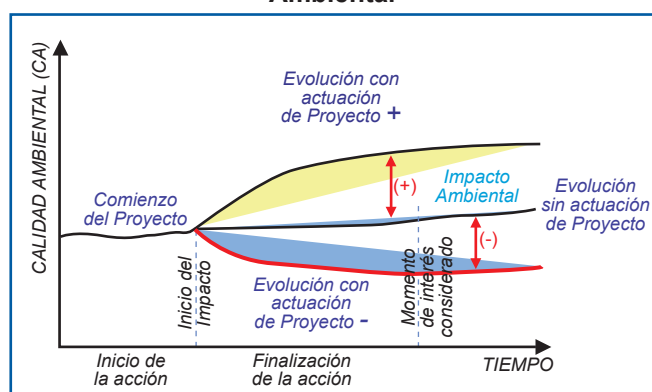 Ambiental
CALIDAD AMBIENTAL (CA)
Evolución con
actuación
de Proyecto +
Comienzo
del Proyecto
(+)
Impacto
Ambiental
Evolución
sin actuación
de Proyecto
(-)
Inicio del
Impacto
Evolución con
actuación
de Proyecto -
Momento
de interés
considerado
Inicio de
la acción
Finalización
de la acción
TIEMPO